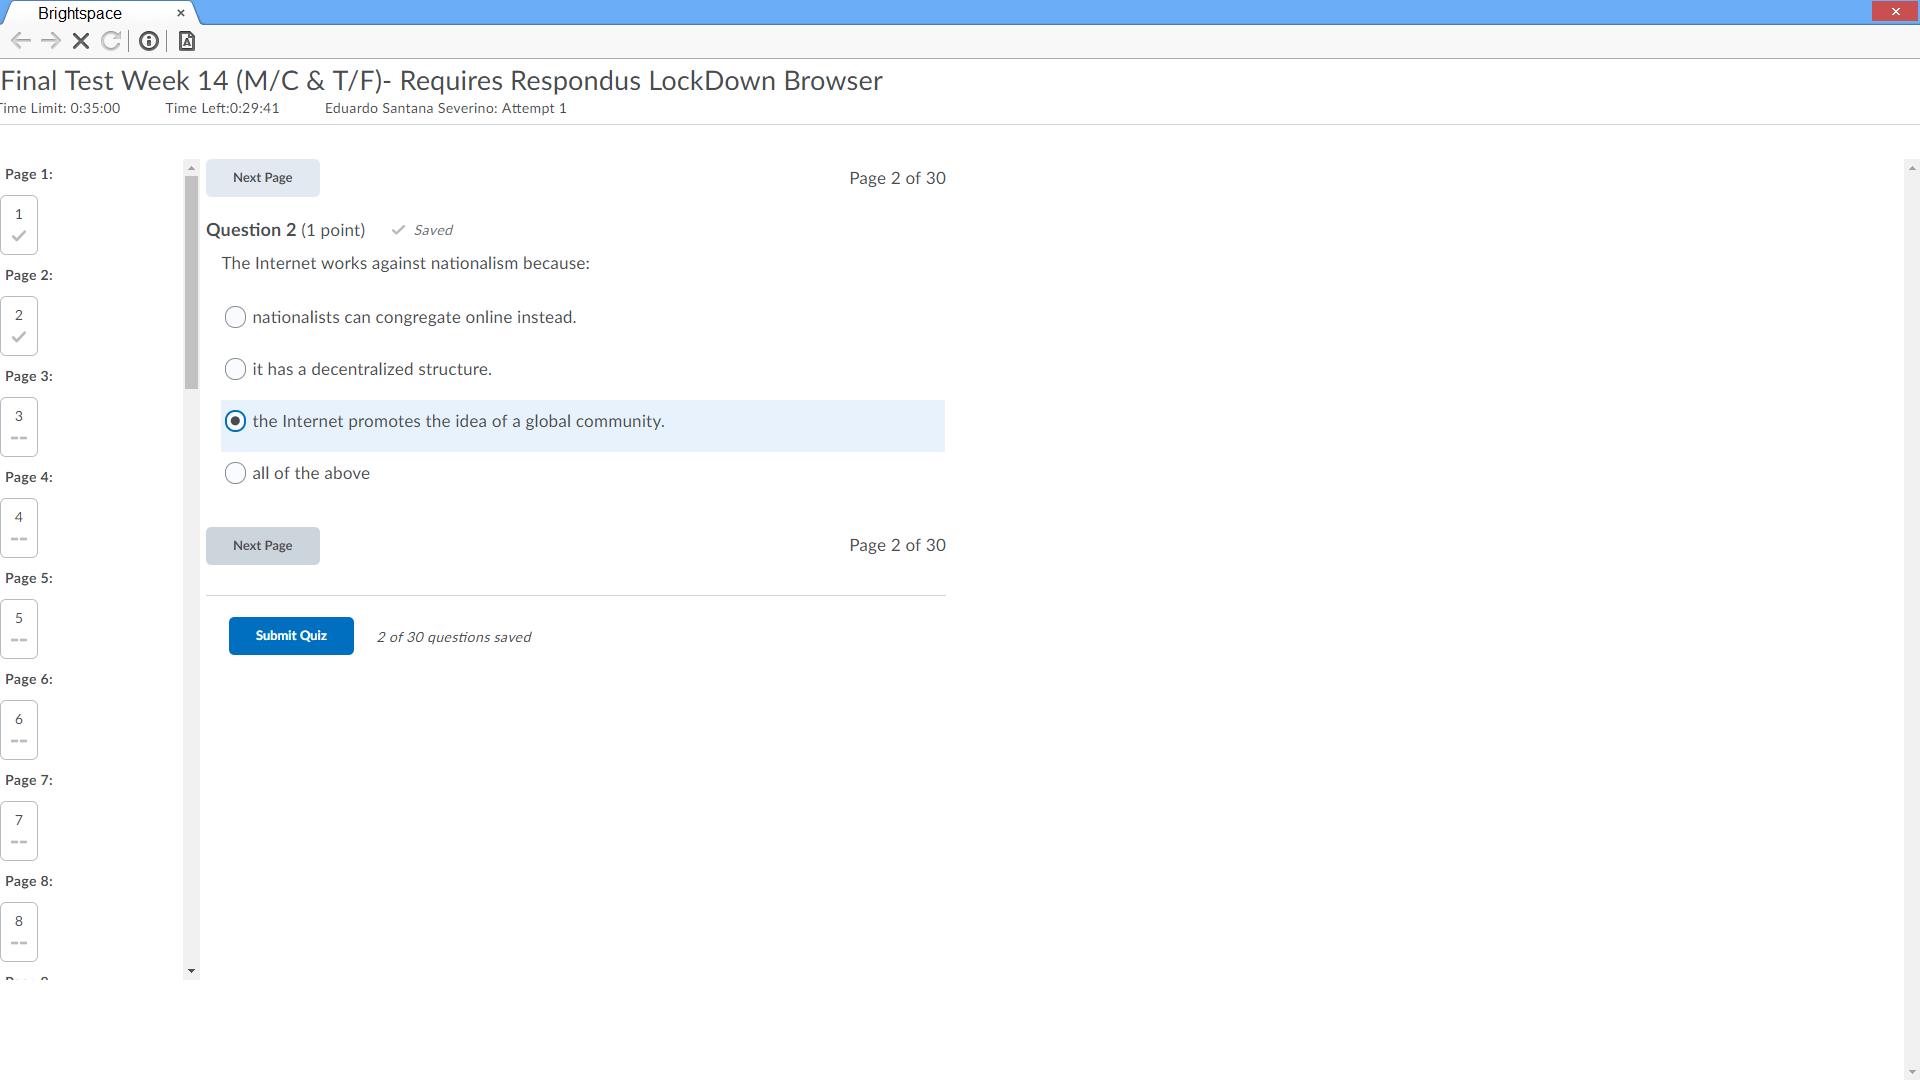 Brightspace
Final Test Week 14 (M/C & T/F)- Requires Respondus LockDown Browser
Time Limit: 0:35:00 Time Left:0:29:41 Eduardo Santana Severino: Attempt 1
Page 1:
1
Page 2:
2
Page 3:
3
--
Page 4:
4
--
Page 5:
5
--
Page 6:
6
--
Page 7:
7
--
Page 8:
8
--
Next Page Page 2 of 30
Question 2 (1 point) Saved
The Internet works against nationalism because:
nationalists can congregate online instead.
it has a decentralized structure.
the Internet promotes the idea of a global community.
all of the above
Next Page Page 2 of 30
Submit Quiz 2 of 30 questions saved